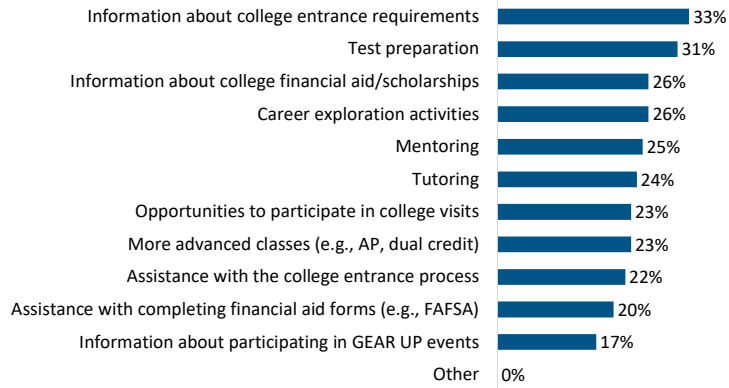 Information about college entrance requirements 33%
Test preparation 31%
Information about college financial aid/scholarships 26%
Career exploration activities 26%
Mentoring 25%
Tutoring 24%
Opportunities to participate in college visits 23%
More advanced classes (e.g., AP, dual credit) 23%
Assistance with the college entrance process 22%
Assistance with completing financial aid forms (e.g., FAFSA) 20%
Information about participating in GEAR UP events 17%
Other 0%